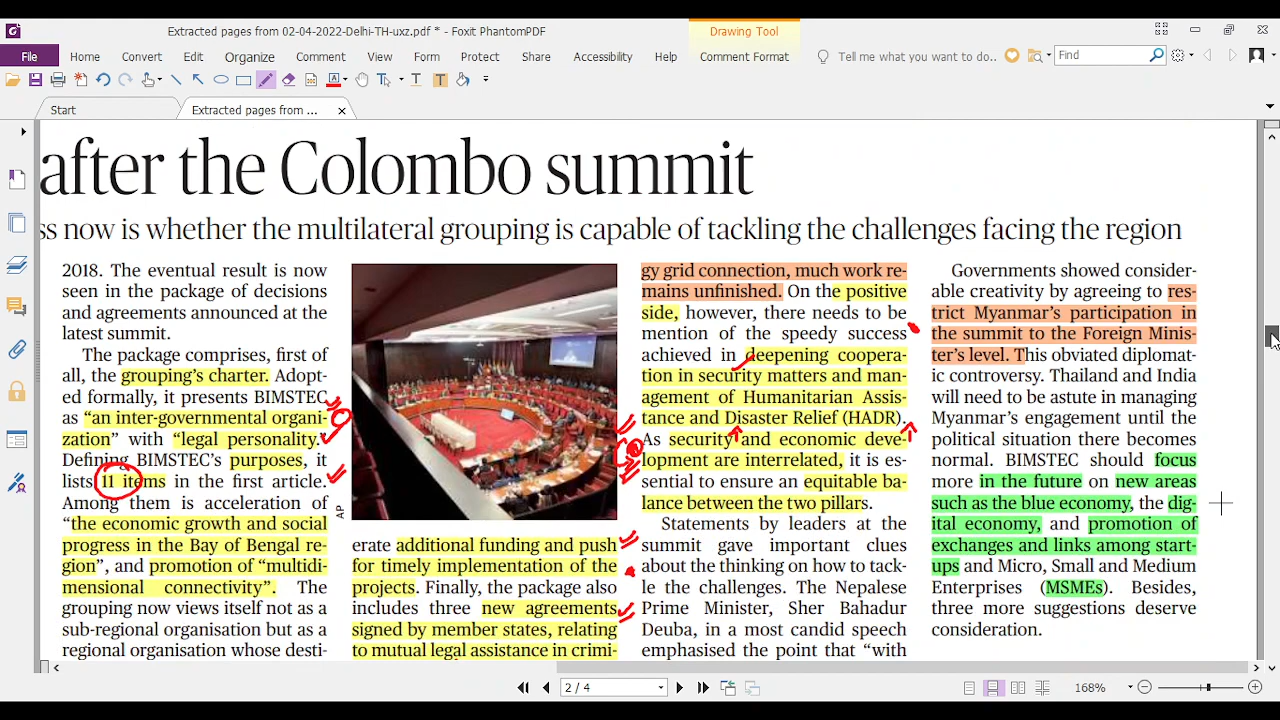 Extracted pages from 02-04-2022-Delhi-TH-uxz.pdf * - Foxit PhantomPDF
Drawing Tool
File Home Convert Edit Organize Comment View Form Protect Share Accessibility Help Comment Format Tell me what you want to do.. Find
Start Extracted pages from ...
after the Colombo summit
ss now is whether the multilateral grouping is capable of tackling the challenges facing the region
2018. The eventual result is now
seen in the package of decisions
and agreements announced at the
latest summit.
The package comprises, first of
all, the grouping's charter. Adopt-
ed formally, it presents BIMSTEC
as "an inter-governmental organi-
zation" with "legal personality."
Defining BIMSTEC's purposes, it
lists 11 items in the first article.
Among them is acceleration of
"the economic growth and social
progress in the Bay of Bengal re-
gion", and promotion of "multidi-
mensional connectivity". The
grouping now views itself not as a
sub-regional organisation but as a
regional organisation whose desti-
AP
erate additional funding and push
for timely implementation of the
projects. Finally, the package also
includes three new agreements
signed by member states, relating
to mutual legal assistance in crimi-
gy grid connection, much work re-
mains unfinished. On the positive
side, however, there needs to be
mention of the speedy success
achieved in deepening coopera-
tion in security matters and man-
agement of Humanitarian Assis-
tance and Disaster Relief (HADR).
As security and economic deve-
lopment are interrelated, it is es-
sential to ensure an equitable ba-
lance between the two pillars.
Statements by leaders at the
summit gave important clues
about the thinking on how to tack-
le the challenges. The Nepalese
Prime Minister, Sher Bahadur
Deuba, in a most candid speech
emphasised the point that "with
Governments showed consider-
able creativity by agreeing to res-
trict Myanmar's participation in
the summit to the Foreign Minis-
ter's level. This obviated diplomat-
ic controversy. Thailand and India
will need to be astute in managing
Myanmar's engagement until the
political situation there becomes
normal. BIMSTEC should focus
more in the future on new areas
such as the blue economy, the dig-
ital economy, and promotion of
exchanges and links among start-
ups and Micro, Small and Medium
Enterprises (MSMEs). Besides,
three more suggestions deserve
consideration.
2 / 4
168%